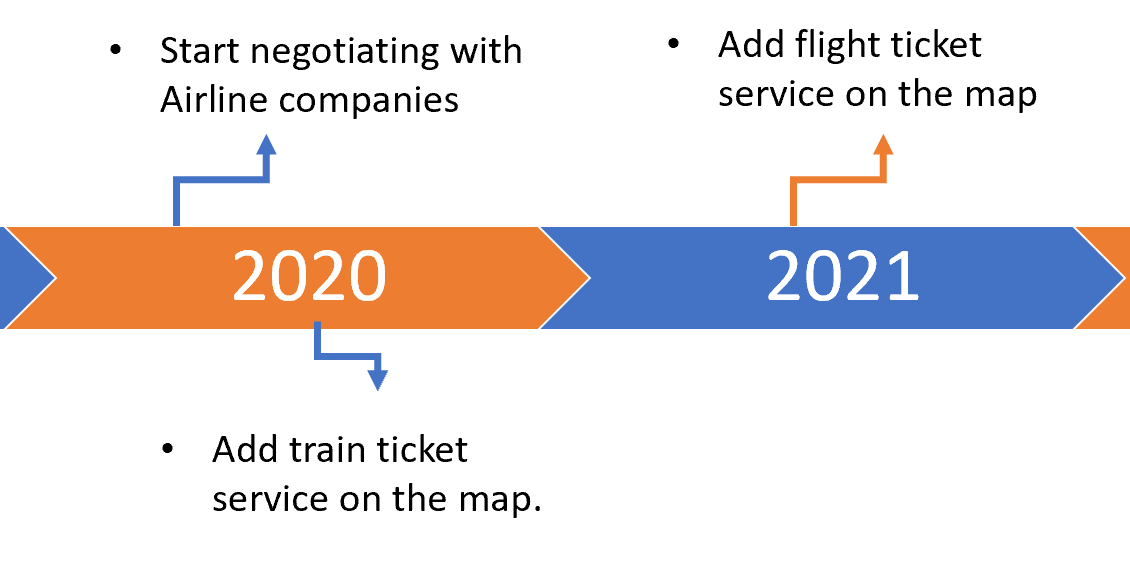 • Start negotiating with
Airline companies
• Add flight ticket
service on the map
2020
2021
• Add train ticket
service on the map.